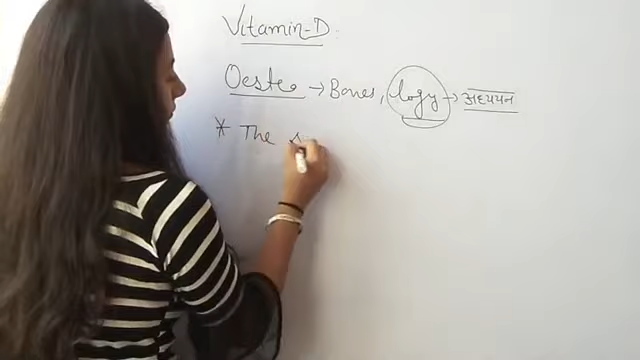 Vitamin-D:
Oeste → Bones, logy → अध्ययन
* The